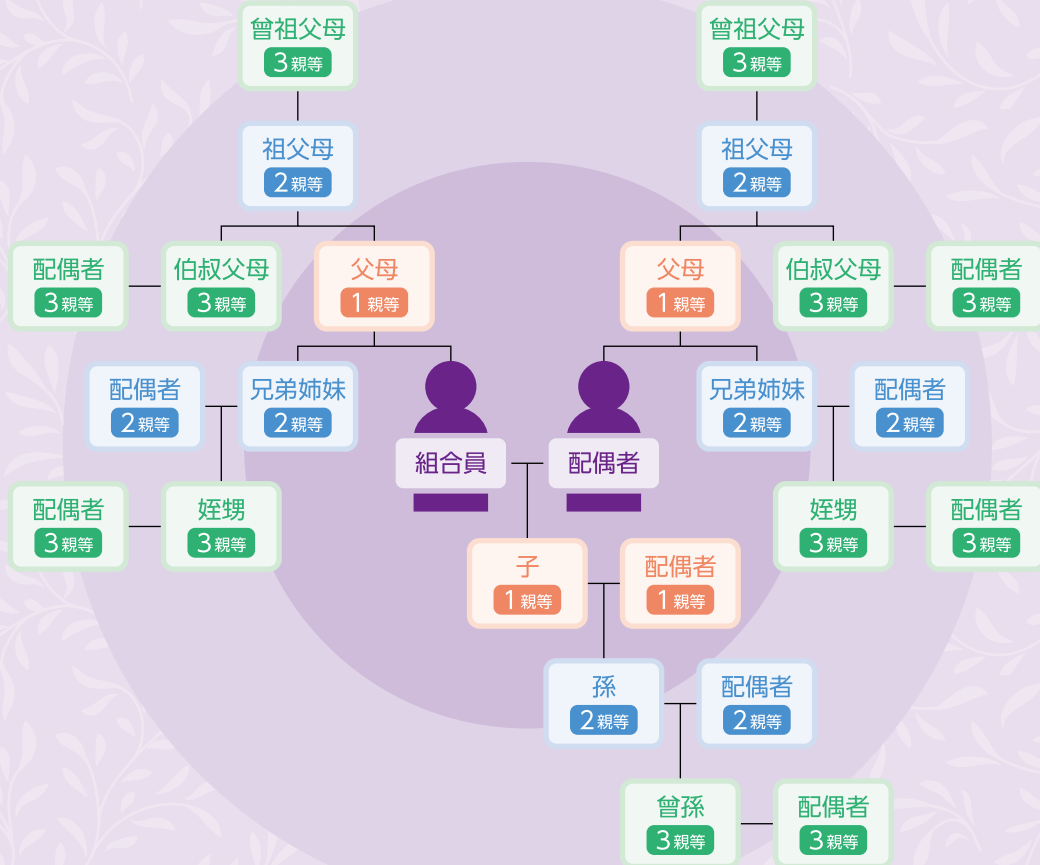 曾祖父母
3親等
曾祖父母
3親等
祖父母
2親等
祖父母
2親等
配偶者
3親等
伯叔父母
3親等
父母
1親等
父母
1親等
伯叔父母
3親等
配偶者
3親等
配偶者
2親等
兄弟姉妹
2親等
組合員
配偶者
兄弟姉妹
2親等
配偶者
2親等
配偶者
3親等
姪甥
3親等
姪甥
3親等
配偶者
3親等
子
1親等
配偶者
1親等
孫
2親等
配偶者
2親等
曾孫
3親等
配偶者
3親等